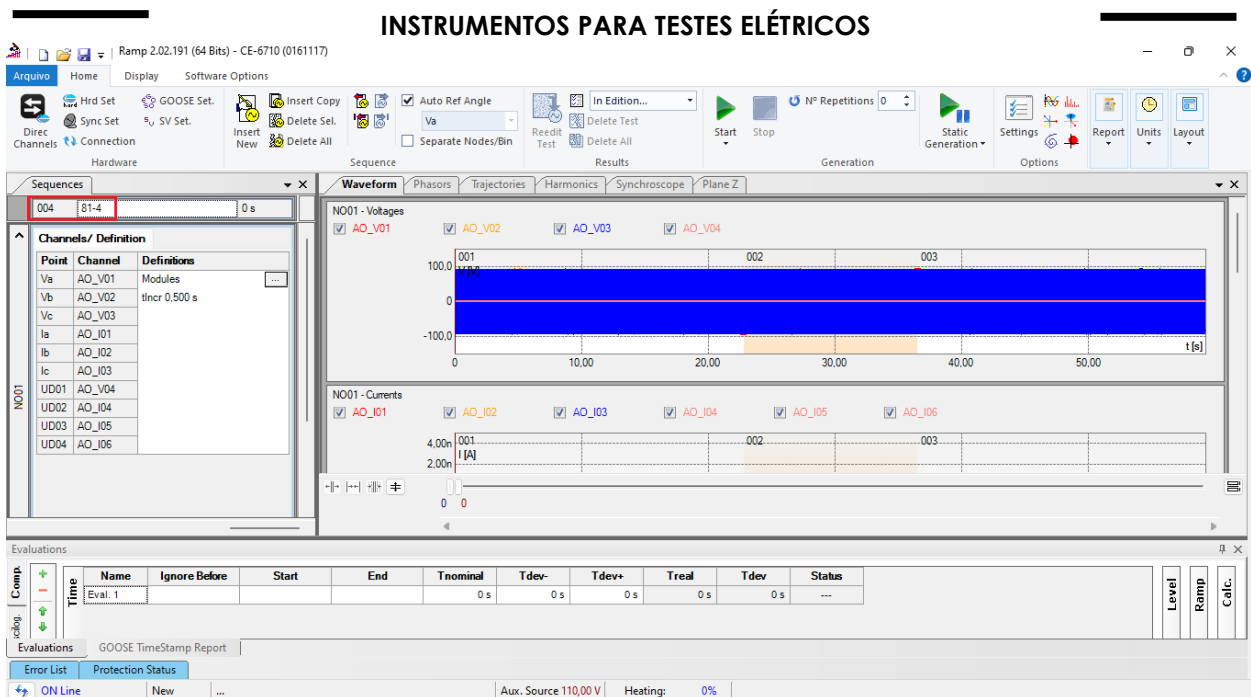 INSTRUMENTOS PARA TESTES ELÉTRICOS
Ramp 2.02.191 (64 Bits) - CE-6710 (0161117)
Arquivo Home Display Software Options
Direc Channels
Hrd Set
Sync Set
Connection
GOOSE Set.
SV Set.
Hardware
Insert New
Insert Copy
Delete Sel.
Delete All
Sequence
Auto Ref Angle
Va
Separate Nodes/Bin
Reedit Test
In Edition...
Delete Test
Delete All
Results
Start
Stop
Nº Repetitions 0
Static Generation
Generation
Settings
Options
Report
Units
Layout
Sequences
004 81-4 0 s
Channels/ Definition
Point Channel Definitions
Va AO_V01 Modules ...
Vb AO_V02 tIncr 0,500 s
Vc AO_V03
Ia AO_I01
Ib AO_I02
Ic AO_I03
UD01 AO_V04
UD02 AO_I04
UD03 AO_I05
UD04 AO_I06
NO01
Waveform Phasors Trajectories Harmonics Synchroscope Plane Z
NO01 - Voltages
AO_V01 AO_V02 AO_V03 AO_V04
001 002 003
100,0
V [V]
0
-100,0
t [s]
0 10,00 20,00 30,00 40,00 50,00
NO01 - Currents
AO_I01 AO_I02 AO_I03 AO_I04 AO_I05 AO_I06
4,00n 001 002 003
I [A]
2,00n
0 0
Evaluations
Comp.
Time
Name Ignore Before Start End Tnominal Tdev- Tdev+ Treal Tdev Status
Eval. 1 0 s 0 s 0 s 0 s 0 s ---
Level
Ramp
Calc.
Evaluations GOOSE TimeStamp Report
Error List Protection Status
ON Line New ... Aux. Source 110,00 V Heating: 0%